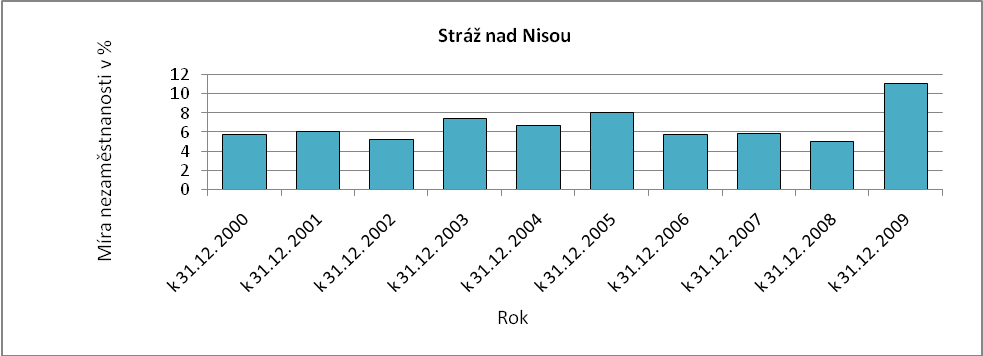 Stráž nad Nisou
Míra nezaměstnanosti v %
12
10
8
6
4
2
0
k 31.12. 2000
k 31.12. 2001
k 31.12. 2002
k 31.12. 2003
k 31.12. 2004
k 31.12. 2005
k 31.12. 2006
k 31.12. 2007
k 31.12. 2008
k 31.12. 2009
Rok